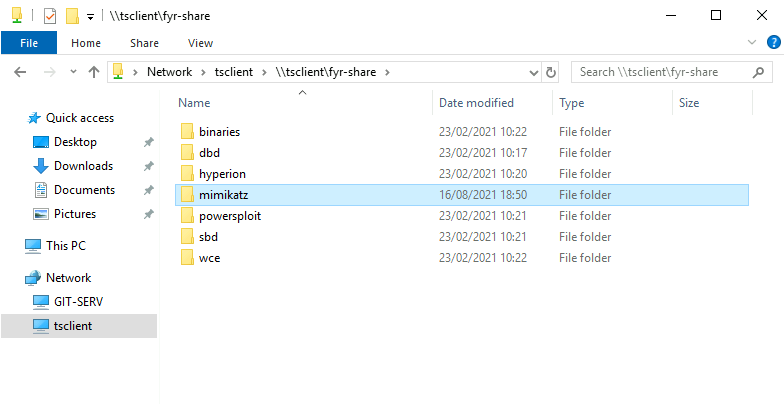 \\tsclient\fyr-share
File Home Share View
Network tsclient \\tsclient\fyr-share Search \\tsclient\fyr-share
Name Date modified Type Size
Quick access
Desktop
Downloads
Documents
Pictures
This PC
Network
GIT-SERV
tsclient
binaries 23/02/2021 10:22 File folder
dbd 23/02/2021 10:17 File folder
hyperion 23/02/2021 10:20 File folder
mimikatz 16/08/2021 18:50 File folder
powersploit 23/02/2021 10:21 File folder
sbd 23/02/2021 10:21 File folder
wce 23/02/2021 10:22 File folder